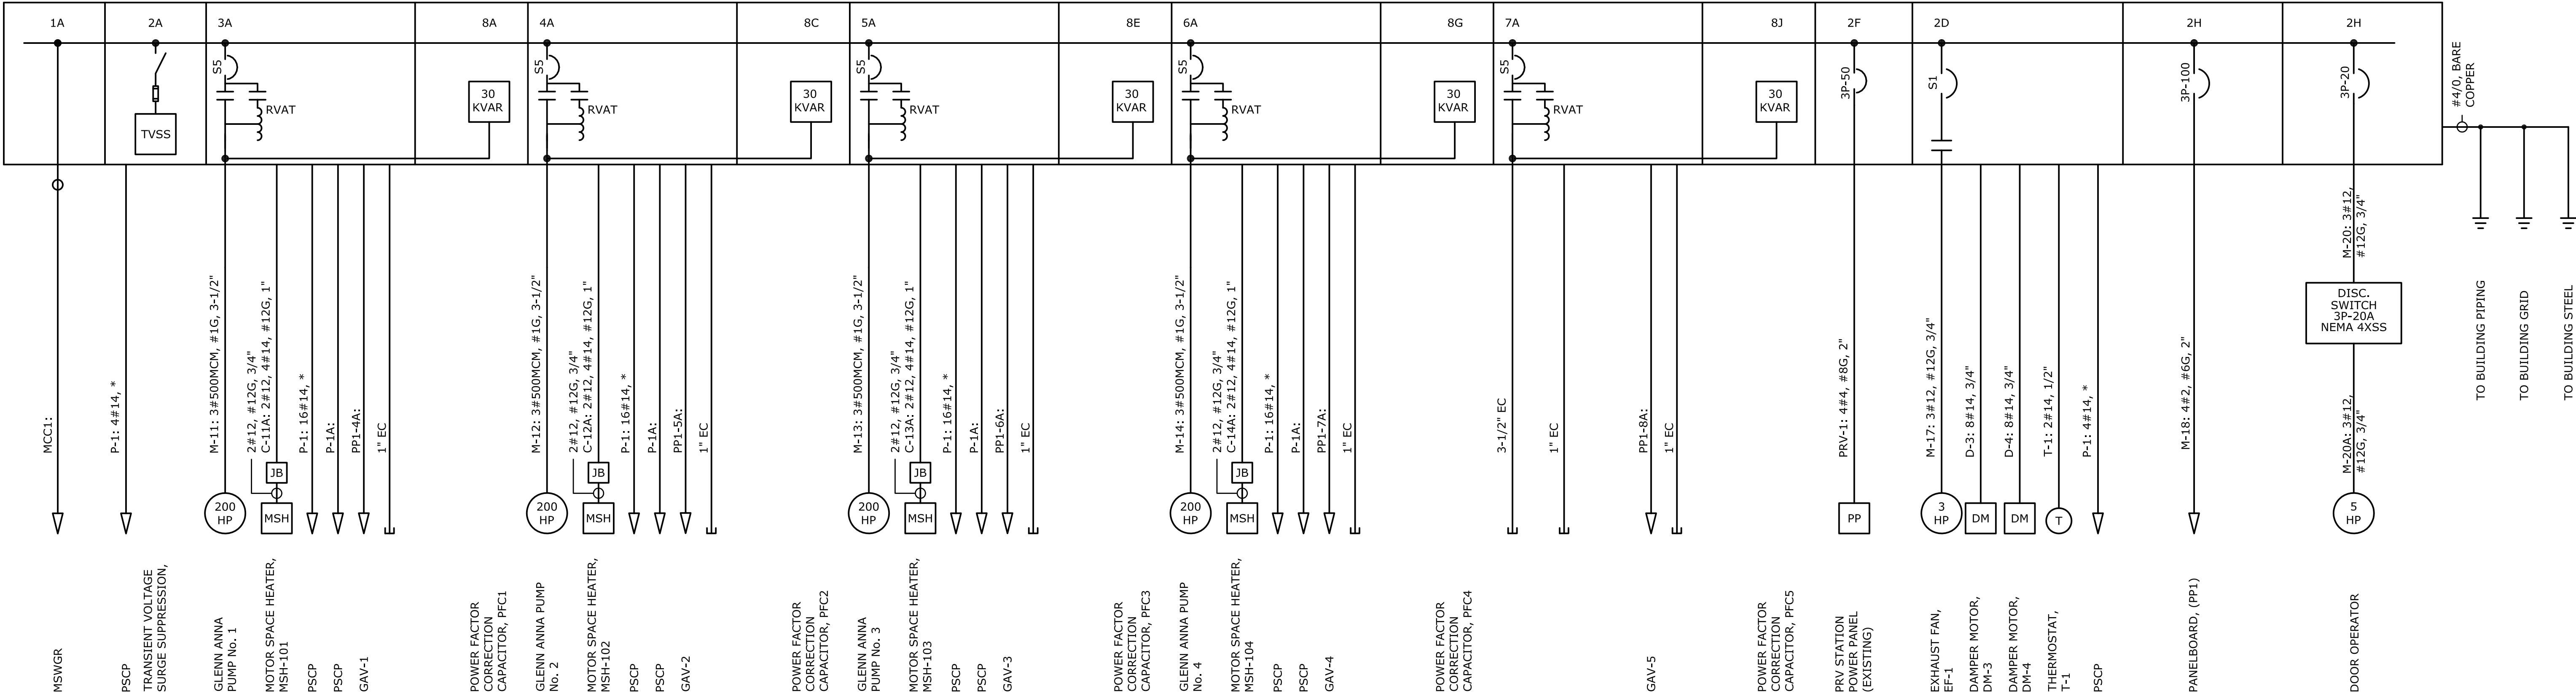 1A
2A
3A
8A
4A
8C
5A
8E
6A
8G
7A
8J
2F
2D
2H
2H
S5
RVAT
30
KVAR
S5
RVAT
30
KVAR
S5
RVAT
30
KVAR
S5
RVAT
30
KVAR
S5
RVAT
30
KVAR
TVSS
3P-50
S1
3P-100
3P-20
#4/0, BARE
COPPER
MCC1:
P-1: 4#14, *
M-11: 3#500MCM, #1G, 3-1/2"
2#12, #12G, 3/4"
C-11A: 2#12, 4#14, #12G, 1"
P-1: 16#14, *
P-1A:
PP1-4A:
1" EC
M-12: 3#500MCM, #1G, 3-1/2"
2#12, #12G, 3/4"
C-12A: 2#12, 4#14, #12G, 1"
P-1: 16#14, *
P-1A:
PP1-5A:
1" EC
M-13: 3#500MCM, #1G, 3-1/2"
2#12, #12G, 3/4"
C-13A: 2#12, 4#14, #12G, 1"
P-1: 16#14, *
P-1A:
PP1-6A:
1" EC
M-14: 3#500MCM, #1G, 3-1/2"
2#12, #12G, 3/4"
C-14A: 2#12, 4#14, #12G, 1"
P-1: 16#14, *
P-1A:
PP1-7A:
1" EC
3-1/2" EC
1" EC
PP1-8A:
1" EC
PRV-1: 4#4, #8G, 2"
M-17: 3#12, #12G, 3/4"
D-3: 8#14, 3/4"
D-4: 8#14, 3/4"
T-1: 2#14, 1/2"
P-1: 4#14, *
M-18: 4#2, #6G, 2"
M-20: 3#12,
#12G, 3/4"
DISC.
SWITCH
3P-20A
NEMA 4XSS
M-20A: 3#12,
#12G, 3/4"
TO BUILDING PIPING
TO BUILDING GRID
TO BUILDING STEEL
200
HP
JB
MSH
200
HP
JB
MSH
200
HP
JB
MSH
200
HP
JB
MSH
PP
3
HP
DM
DM
T
5
HP
MSWGR
PSCP
TRANSIENT VOLTAGE
SURGE SUPPRESSION,
GLENN ANNA
PUMP No. 1
MOTOR SPACE HEATER,
MSH-101
PSCP
PSCP
GAV-1
POWER FACTOR
CORRECTION
CAPACITOR, PFC1
GLENN ANNA PUMP
No. 2
MOTOR SPACE HEATER,
MSH-102
PSCP
PSCP
GAV-2
POWER FACTOR
CORRECTION
CAPACITOR, PFC2
GLENN ANNA
PUMP No. 3
MOTOR SPACE HEATER,
MSH-103
PSCP
PSCP
GAV-3
POWER FACTOR
CORRECTION
CAPACITOR, PFC3
GLENN ANNA PUMP
No. 4
MOTOR SPACE HEATER,
MSH-104
PSCP
PSCP
GAV-4
POWER FACTOR
CORRECTION
CAPACITOR, PFC4
GAV-5
POWER FACTOR
CORRECTION
CAPACITOR, PFC5
PRV STATION
POWER PANEL
(EXISTING)
EXHAUST FAN,
EF-1
DAMPER MOTOR,
DM-3
DAMPER MOTOR,
DM-4
THERMOSTAT,
T-1
PSCP
PANELBOARD, (PP1)
DOOR OPERATOR